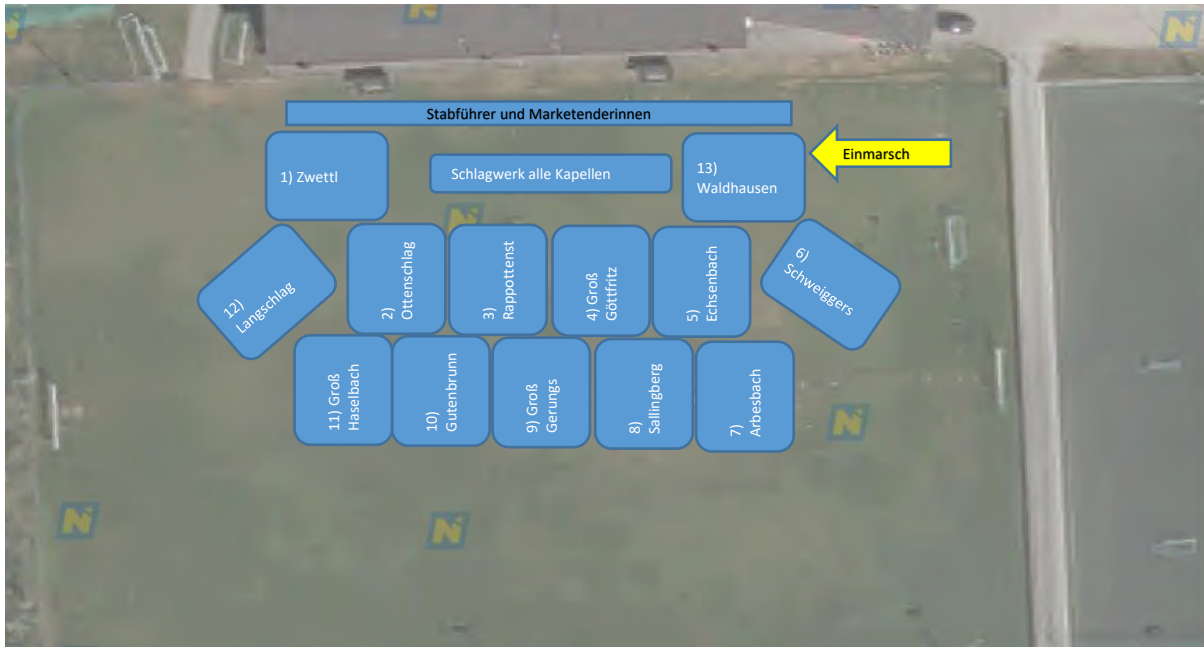 Stabführer und Marketenderinnen
1) Zwettl
Schlagwerk alle Kapellen
13)
Waldhausen
Einmarsch
12)
Langschlag
2)
Ottenschlag
3)
Rappottenst
4) Groß
Göttfritz
5)
Echsenbach
6)
Schweiggers
11) Groß
Haselbach
10)
Gutenbrunn
9) Groß
Gerungs
8)
Sallingberg
7)
Arbesbach
N
N
N
N
N
N